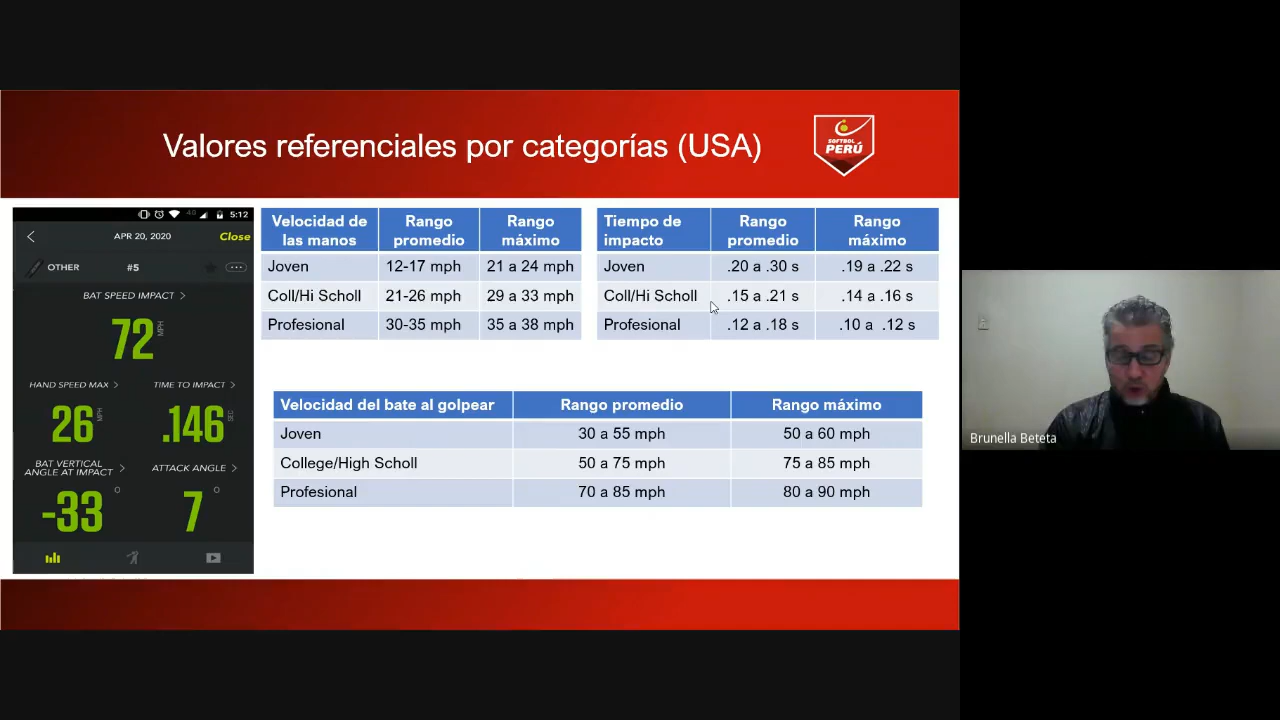 Valores referenciales por categorías (USA)
SOFTBOL
PERÚ
5:12
APR 20, 2020
Close
OTHER
#5
BAT SPEED IMPACT >
72 MPH
HAND SPEED MAX >
TIME TO IMPACT >
26 MPH
.146 SEC
BAT VERTICAL
ANGLE AT IMPACT >
ATTACK ANGLE >
-33 O
7 O
Velocidad de
las manos
Rango
promedio
Rango
máximo
Joven 12-17 mph 21 a 24 mph
Coll/Hi Scholl 21-26 mph 29 a 33 mph
Profesional 30-35 mph 35 a 38 mph
Tiempo de
impacto
Rango
promedio
Rango
máximo
Joven .20 a .30 s .19 a .22 s
Coll/Hi Scholl .15 a .21 s .14 a .16 s
Profesional .12 a .18 s .10 a .12 s
Velocidad del bate al golpear Rango promedio Rango máximo
Joven 30 a 55 mph 50 a 60 mph
College/High Scholl 50 a 75 mph 75 a 85 mph
Profesional 70 a 85 mph 80 a 90 mph
Brunella Beteta